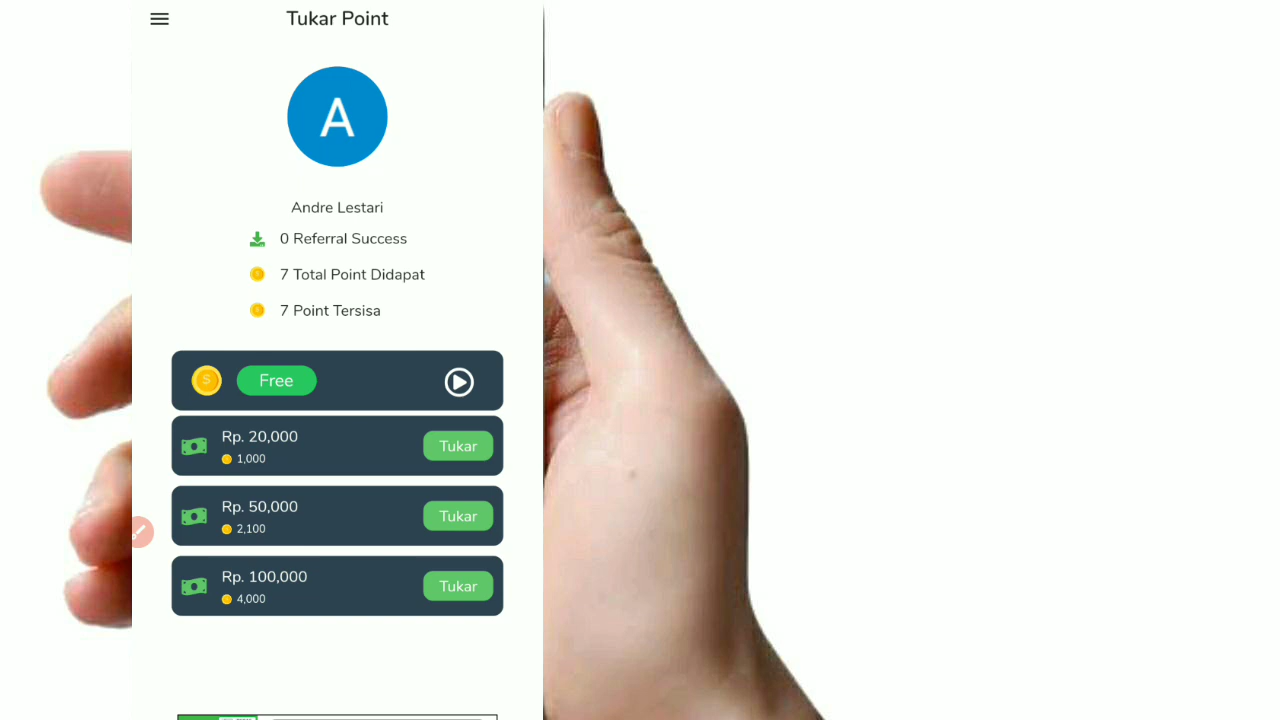 Tukar Point
A
Andre Lestari
0 Referral Success
7 Total Point Didapat
7 Point Tersisa
S
Free
Rp. 20,000
1,000
Tukar
Rp. 50,000
2,100
Tukar
Rp. 100,000
4,000
Tukar